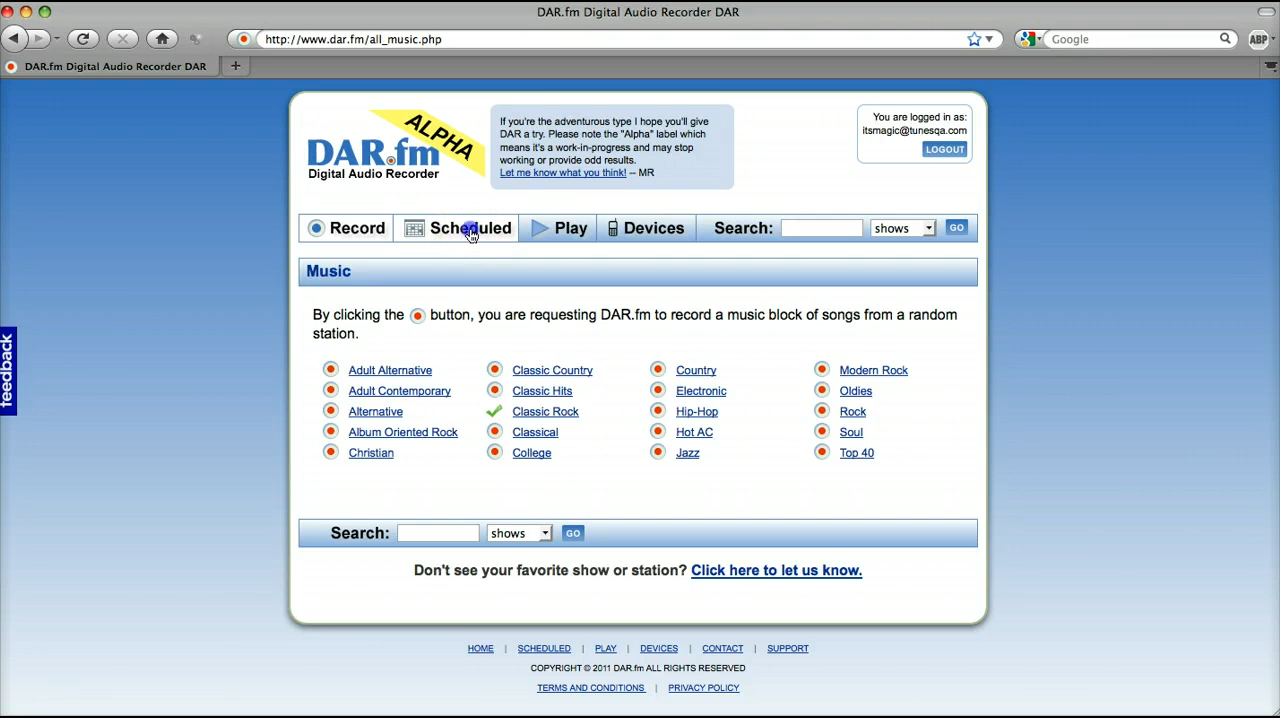 DAR.fm Digital Audio Recorder DAR
http://www.dar.fm/all_music.php
Google
ABP
DAR.fm Digital Audio Recorder DAR
+
DAR.fm
Digital Audio Recorder
ALPHA
If you're the adventurous type I hope you'll give
DAR a try. Please note the "Alpha" label which
means it's a work-in-progress and may stop
working or provide odd results.
Let me know what you think! -- MR
You are logged in as:
itsmagic@tunesqa.com
LOGOUT
Record Scheduled Play Devices Search: shows GO
Music
By clicking the button, you are requesting DAR.fm to record a music block of songs from a random
station.
Adult Alternative Classic Country Country Modern Rock
Adult Contemporary Classic Hits Electronic Oldies
Alternative Classic Rock Hip-Hop Rock
Album Oriented Rock Classical Hot AC Soul
Christian College Jazz Top 40
Search: shows GO
Don't see your favorite show or station? Click here to let us know.
HOME | SCHEDULED | PLAY | DEVICES | CONTACT | SUPPORT
COPYRIGHT © 2011 DAR.fm ALL RIGHTS RESERVED
TERMS AND CONDITIONS | PRIVACY POLICY
feedback